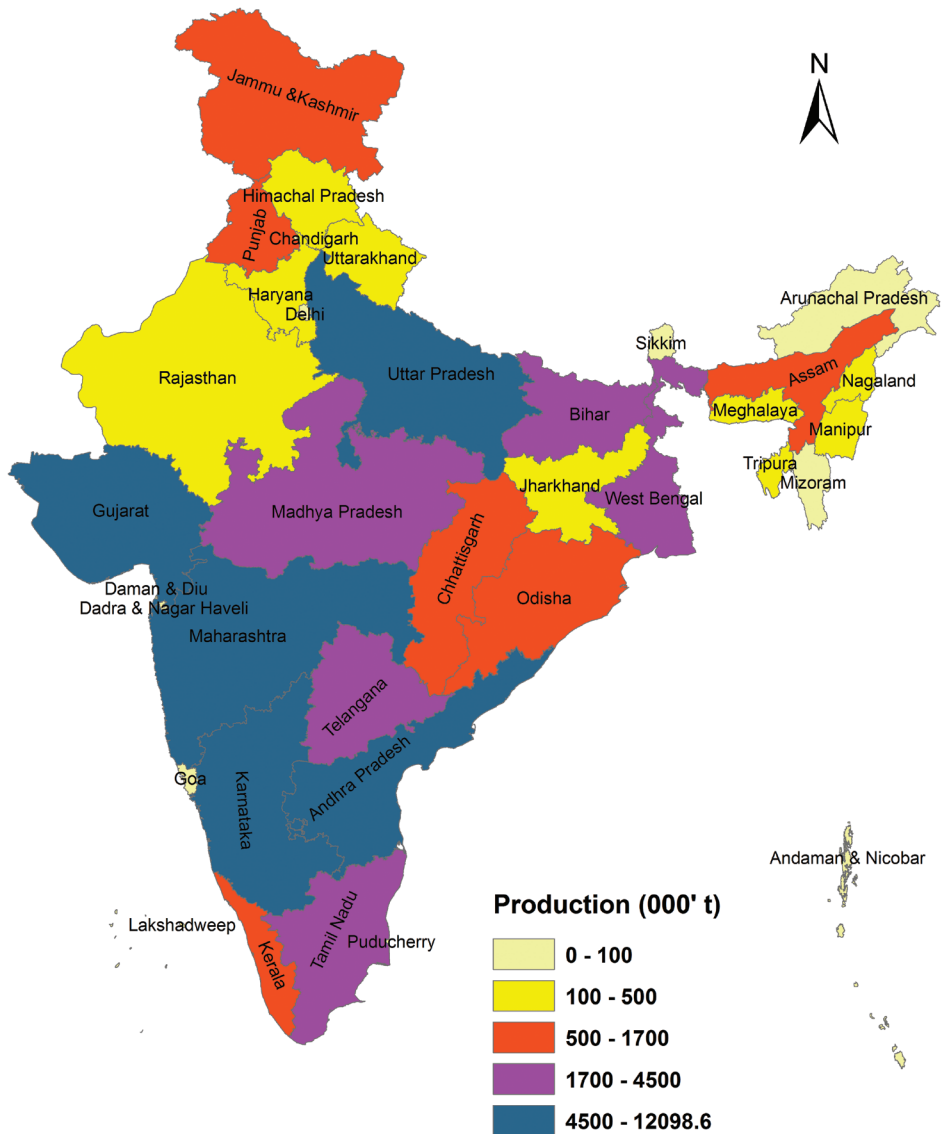 N
Jammu &Kashmir
Himachal Pradesh
Punjab
Chandigarh
Uttarakhand
Haryana
Delhi
Arunachal Pradesh
Sikkim
Rajasthan
Uttar Pradesh
Assam
Nagaland
Bihar
Meghalaya
Manipur
Tripura
Mizoram
Jharkhand
West Bengal
Gujarat
Madhya Pradesh
Chhattisgarh
Odisha
Daman & Diu
Dadra & Nagar Haveli
Maharashtra
Telangana
Andhra Pradesh
Goa
Karnataka
Andaman & Nicobar
Lakshadweep
Kerala
Tamil Nadu
Puducherry
Production (000' t)
0 - 100
100 - 500
500 - 1700
1700 - 4500
4500 - 12098.6